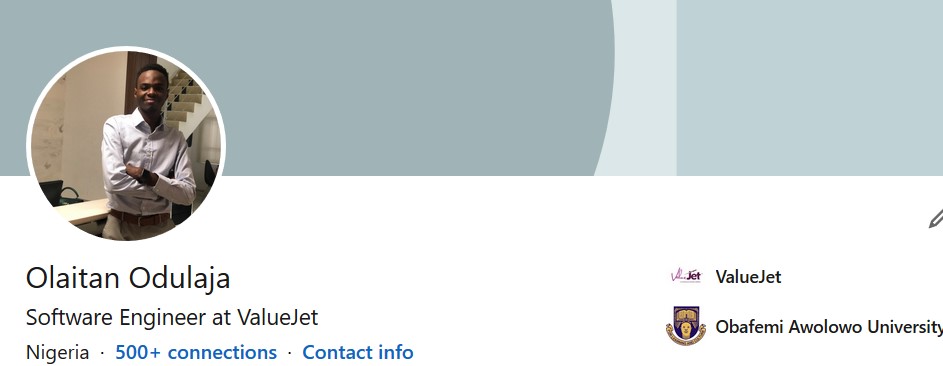 Olaitan Odulaja
Software Engineer at ValueJet
Nigeria · 500+ connections · Contact info
ValueJet
ValueJet
Obafemi Awolowo University